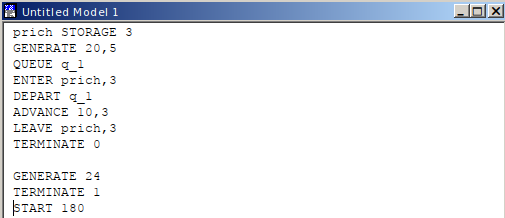 Untitled Model 1
prich STORAGE 3
GENERATE 20,5
QUEUE q_1
ENTER prich,3
DEPART q_1
ADVANCE 10,3
LEAVE prich,3
TERMINATE 0
GENERATE 24
TERMINATE 1
START 180